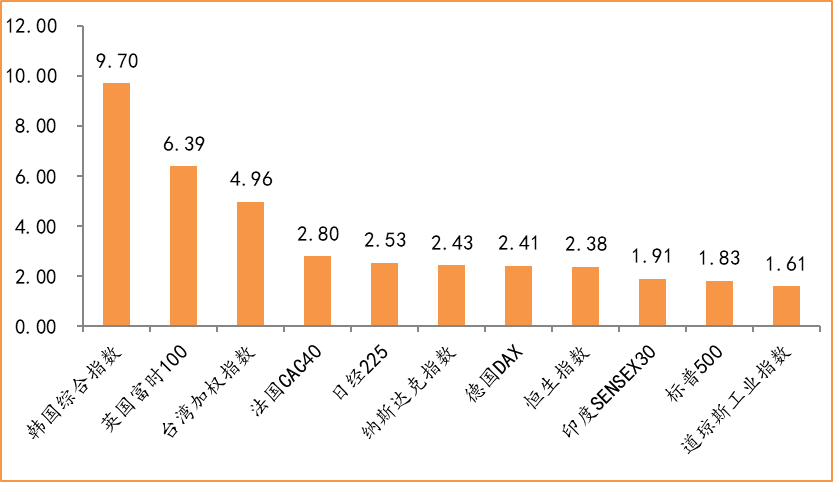 12.00
10.00
8.00
6.00
4.00
2.00
0.00
9.70
6.39
4.96
2.80
2.53
2.43
2.41
2.38
1.91
1.83
1.61
韩国综合指数
英国富时100
台湾加权指数
法国CAC40
日经225
纳斯达克指数
德国DAX
恒生指数
印度SENSEX30
标普500
道琼斯工业指数